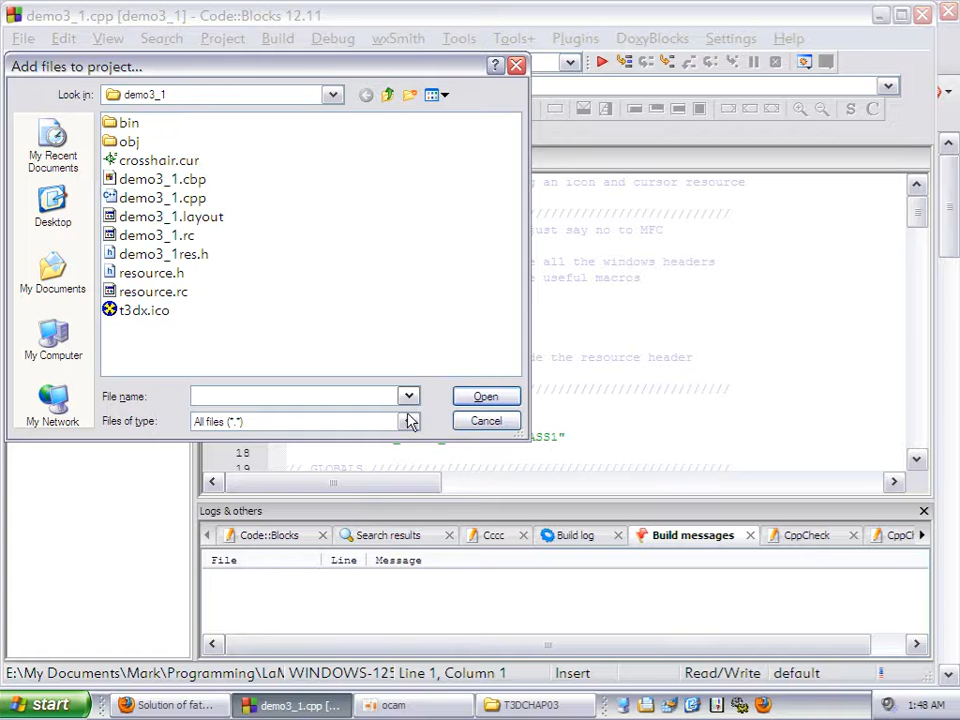 demo3_1.cpp [demo3_1] - Code::Blocks 12.11
File Edit View Search Project Build Debug wxSmith Tools Tools+ Plugins DoxyBlocks Settings Help
Add files to project...
Look in: demo3_1
My Recent Documents
Desktop
My Documents
My Computer
My Network
bin
obj
crosshair.cur
demo3_1.cbp
demo3_1.cpp
demo3_1.layout
demo3_1.rc
demo3_1res.h
resource.h
resource.rc
t3dx.ico
File name: Open
Files of type: All files (*.*) Cancel
S C
an icon and cursor resource
///////////////////////////
just say no to MFC
all the windows headers
useful macros
the resource header
///////////////////////////
ASS1"
18
19 // GLOBALS ////////////////////////////////////////////////
Logs & others
Code::Blocks Search results Cccc Build log Build messages CppCheck CppCl
File Line Message
E:\My Documents\Mark\Programming\LaM WINDOWS-125 Line 1, Column 1 Insert Read/Write default
start Solution of fat... demo3_1.cpp [... ocam T3DCHAP03 1:48 AM